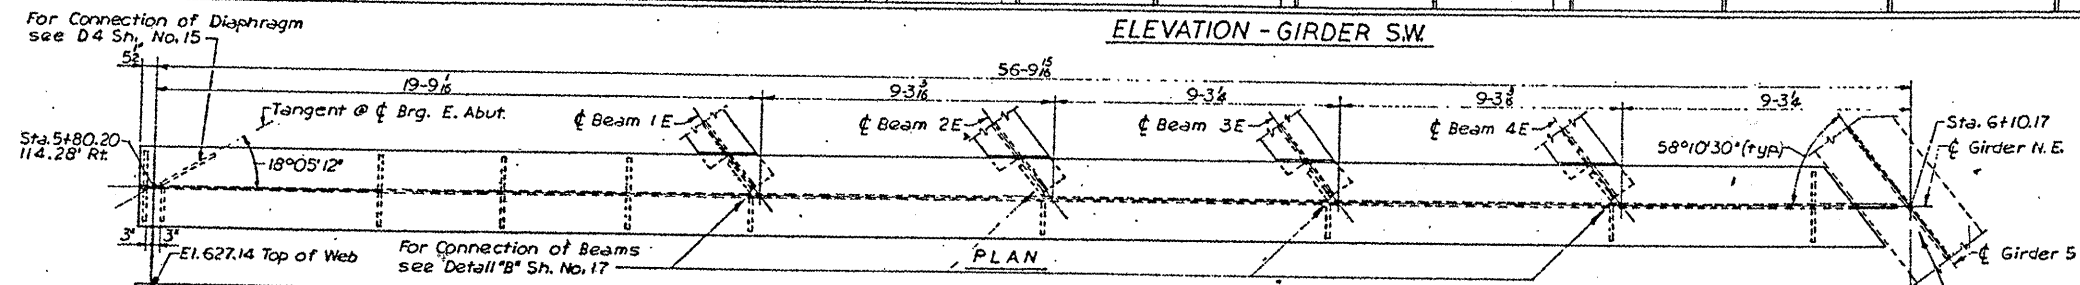 For Connection of Diaphragm
see D4 Sh. No. 15
ELEVATION - GIRDER S.W.
5½"
56-9 15/16
19-9 1/16
9-3 3/16
9-3¼
9-3 3/8
9-3¼
Tangent @ ℄ Brg. E. Abut.
℄ Beam 1E
℄ Beam 2E
℄ Beam 3E
℄ Beam 4E
Sta. 5+80.20
114.28' Rt.
18°05'12"
58°10'30" (typ)
Sta. 6+10.17
℄ Girder N.E.
3"
3"
El. 627.14 Top of Web
For Connection of Beams
see Detail "B" Sh. No. 17
PLAN
℄ Girder 5